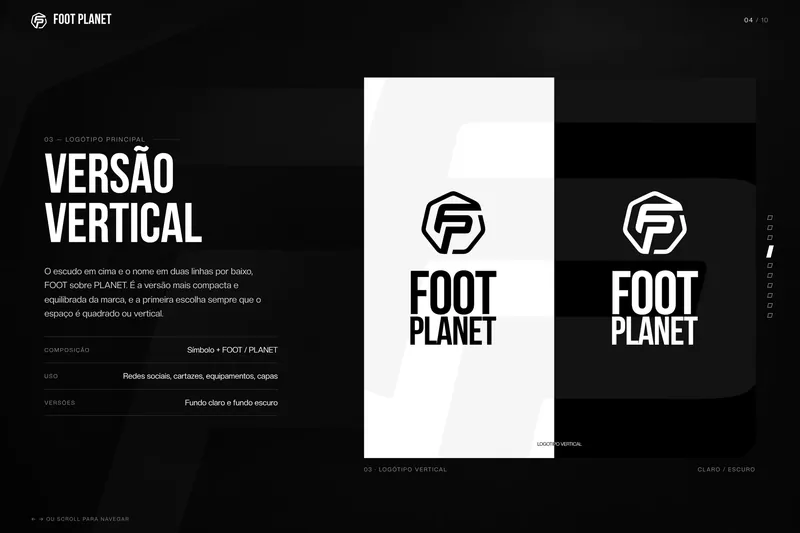 FOOT PLANET
04 / 10
03 — LOGÓTIPO PRINCIPAL
VERSÃO
VERTICAL
O escudo em cima e o nome em duas linhas por baixo,
FOOT sobre PLANET. É a versão mais compacta e
equilibrada da marca, e a primeira escolha sempre que o
espaço é quadrado ou vertical.
COMPOSIÇÃO Símbolo + FOOT / PLANET
USO Redes sociais, cartazes, equipamentos, capas
VERSÕES Fundo claro e fundo escuro
FOOT
PLANET
FOOT
PLANET
LOGÓTIPO VERTICAL
03 · LOGÓTIPO VERTICAL
CLARO / ESCURO
← → OU SCROLL PARA NAVEGAR